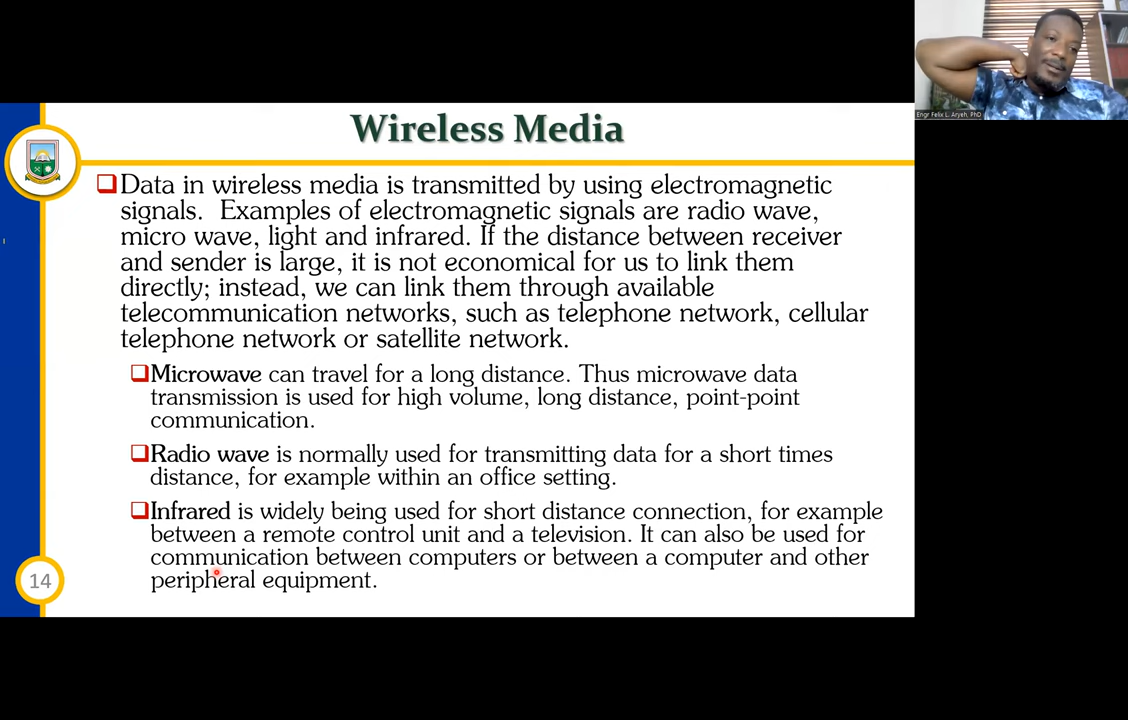 Engr Felix L. Aryeh, PhD
Wireless Media
Data in wireless media is transmitted by using electromagnetic
signals. Examples of electromagnetic signals are radio wave,
micro wave, light and infrared. If the distance between receiver
and sender is large, it is not economical for us to link them
directly; instead, we can link them through available
telecommunication networks, such as telephone network, cellular
telephone network or satellite network.
Microwave can travel for a long distance. Thus microwave data
transmission is used for high volume, long distance, point-point
communication.
Radio wave is normally used for transmitting data for a short times
distance, for example within an office setting.
Infrared is widely being used for short distance connection, for example
between a remote control unit and a television. It can also be used for
communication between computers or between a computer and other
peripheral equipment.
14